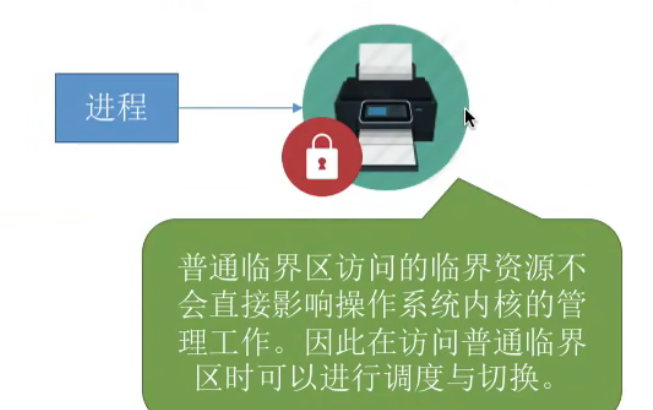 进程
普通临界区访问的临界资源不
会直接影响操作系统内核的管
理工作。因此在访问普通临界
区时可以进行调度与切换。